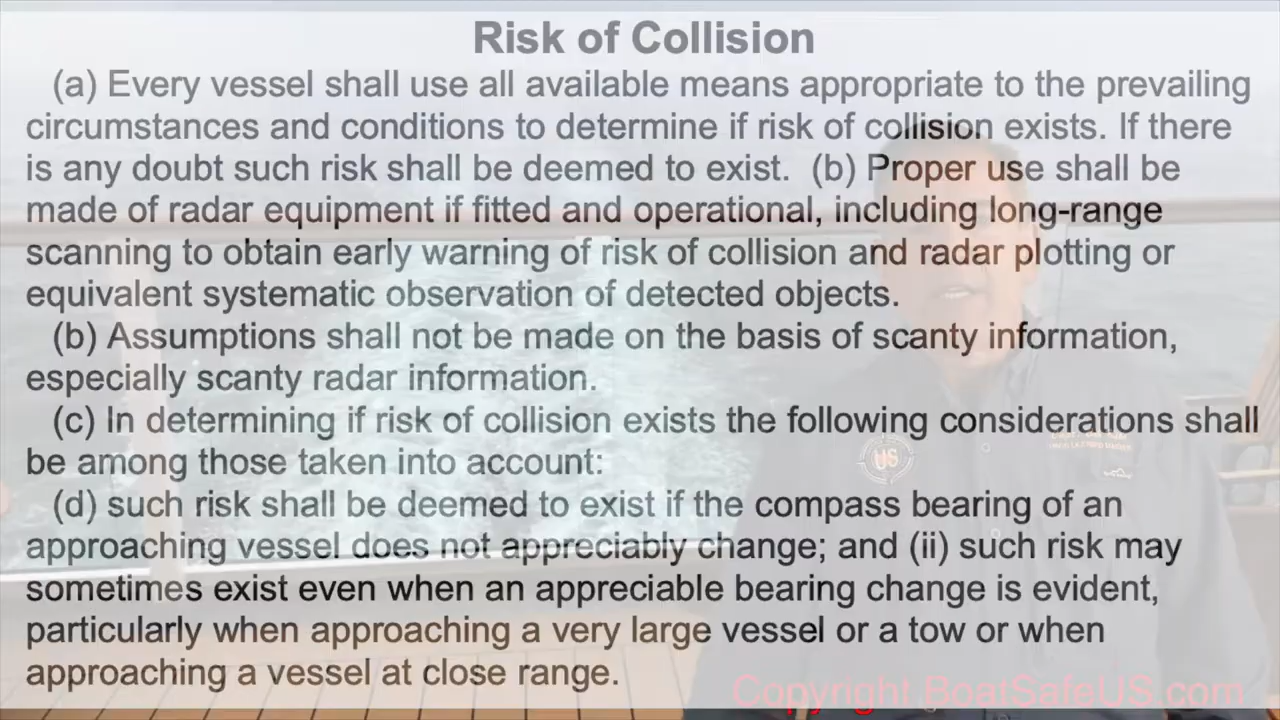 Risk of Collision
(a) Every vessel shall use all available means appropriate to the prevailing
circumstances and conditions to determine if risk of collision exists. If there
is any doubt such risk shall be deemed to exist.  (b) Proper use shall be
made of radar equipment if fitted and operational, including long-range
scanning to obtain early warning of risk of collision and radar plotting or
equivalent systematic observation of detected objects.
(b) Assumptions shall not be made on the basis of scanty information,
especially scanty radar information.
(c) In determining if risk of collision exists the following considerations shall
be among those taken into account:
US
(d) such risk shall be deemed to exist if the compass bearing of an
approaching vessel does not appreciably change; and (ii) such risk may
sometimes exist even when an appreciable bearing change is evident,
particularly when approaching a very large vessel or a tow or when
approaching a vessel at close range.
Copyright BoatSafeUS.com